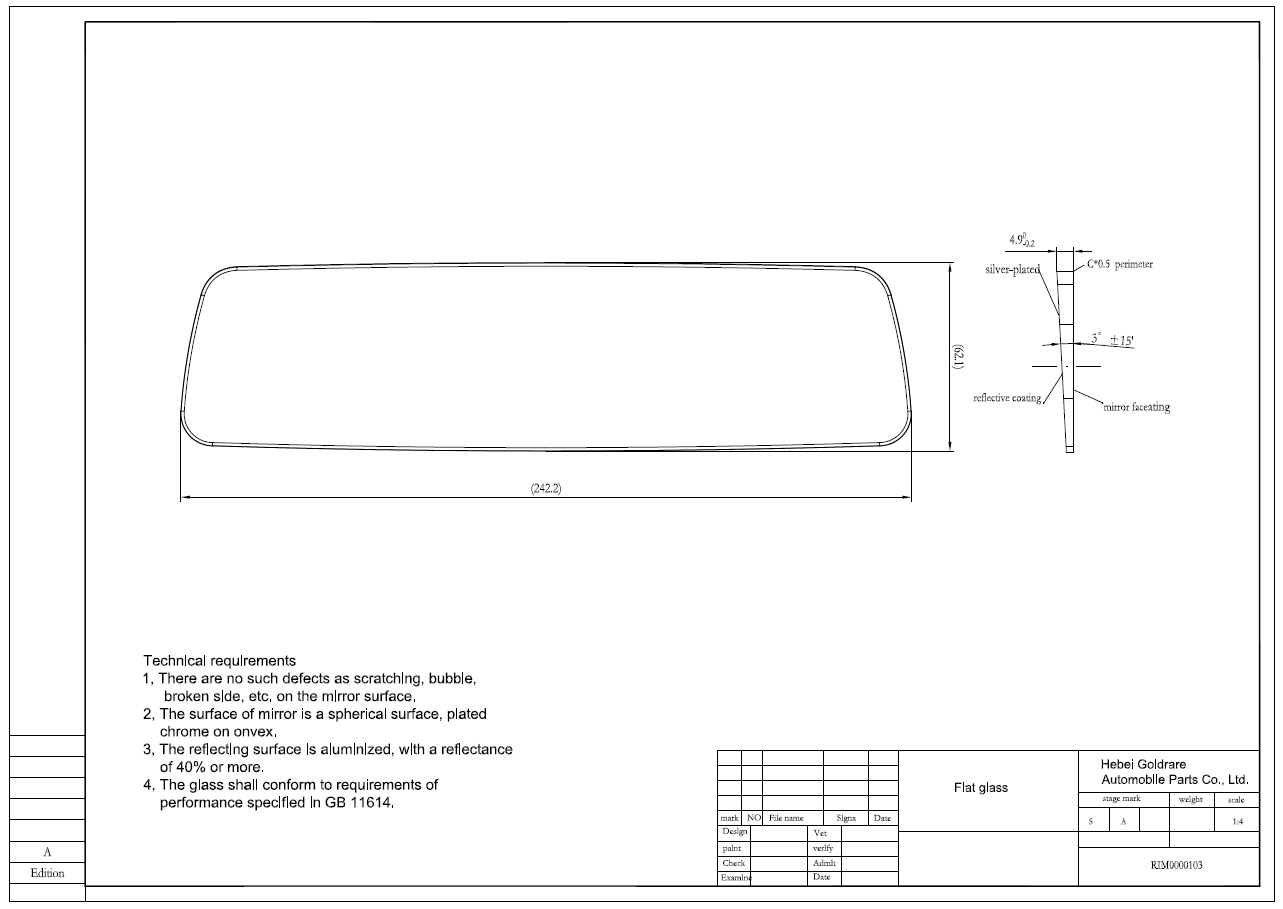 4.9 0 -0.2
silver-plated
C*0.5 perimeter
3° ±15'
(62.1)
reflective coating
mirror faceating
(242.2)
Technical requirements
1, There are no such defects as scratching, bubble,
broken side, etc. on the mirror surface.
2, The surface of mirror is a spherical surface, plated
chrome on onvex.
3, The reflecting surface is aluminized, with a reflectance
of 40% or more.
4, The glass shall conform to requirements of
performance specified in GB 11614.
A
Edition
mark NO File name Signa Date
Design Vet
paint verify
Check Admit
Examine Date
Flat glass
Hebei Goldrare
Automobile Parts Co., Ltd.
stage mark weight scale
S A 1:4
RIM0000103